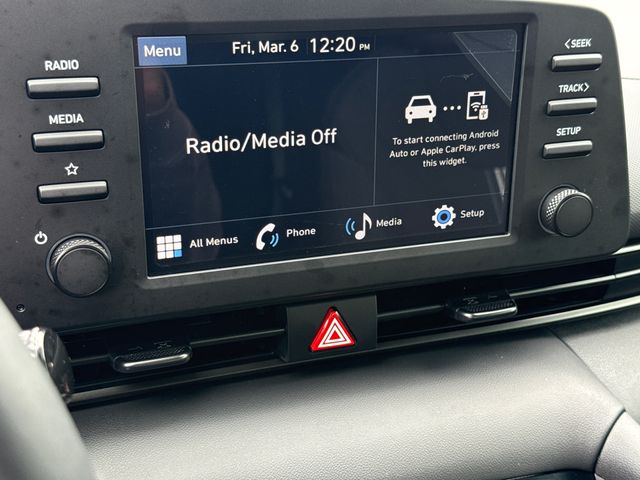 Menu Fri, Mar. 6 12:20 PM
RADIO
MEDIA
Radio/Media Off
To start connecting Android
Auto or Apple CarPlay, press
this widget.
All Menus Phone Media Setup
< SEEK
TRACK >
SETUP